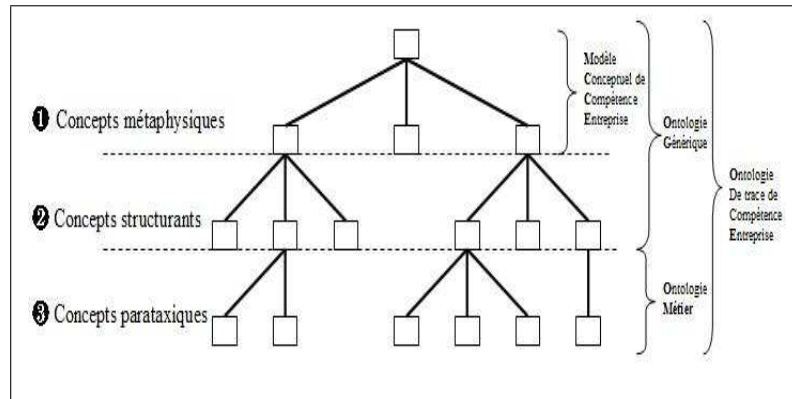 ❶ Concepts métaphysiques
❷ Concepts structurants
❸ Concepts parataxiques
Modèle
Conceptuel de
Compétence
Entreprise
Ontologie
Générique
Ontologie
Métier
Ontologie
De trace de
Compétence
Entreprise